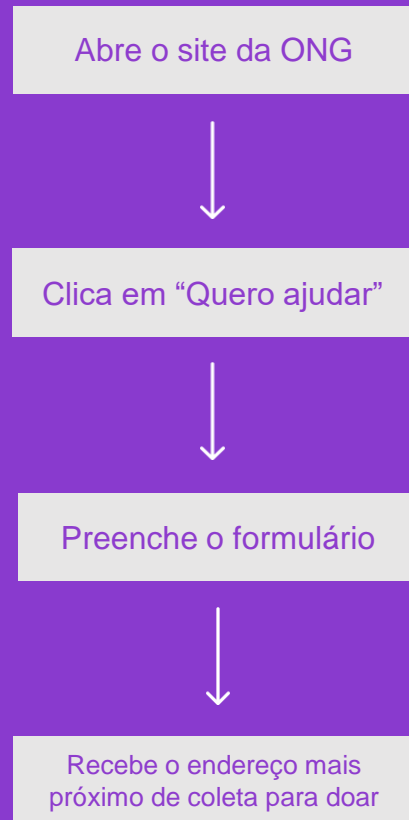 Abre o site da ONG
Clica em “Quero ajudar”
Preenche o formulário
Recebe o endereço mais
próximo de coleta para doar